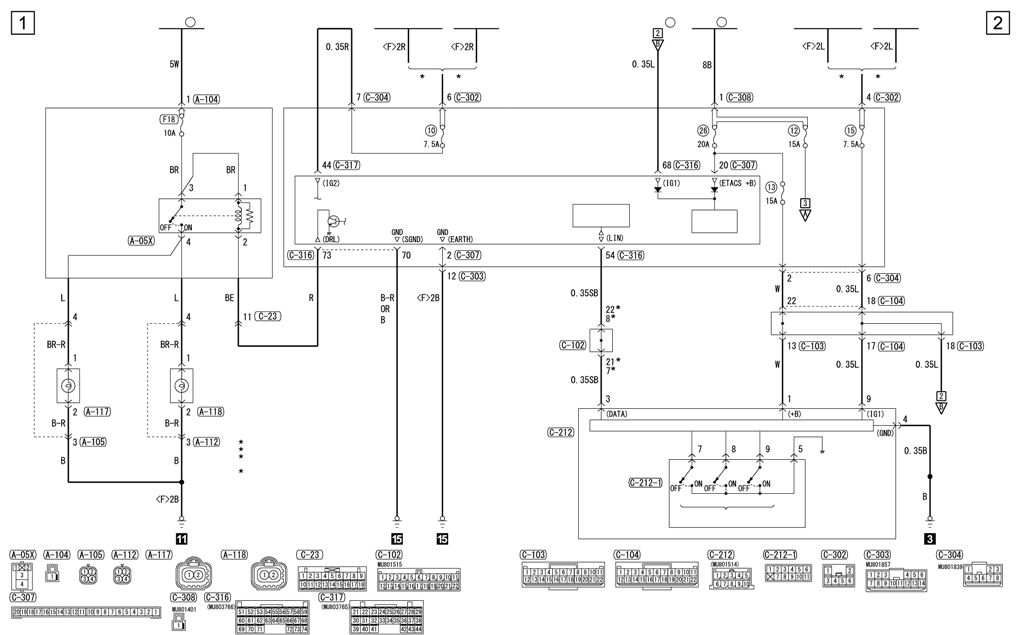 1
2
<F>2R
<F>2R
0.35R
5W
2
B
0.35L
8B
<F>2L
<F>2L
* *
* *
1 A-104
7 C-304
6 C-302
1 C-308
4 C-302
F18
10A
10
7.5A
26
20A
12
15A
15
7.5A
BR
BR
44 C-317
68 C-316
20 C-307
3
1
(IG2)
(IG1)
(ETACS +B)
13
15A
3
A
OFF
ON
A-05X
4
2
(DRL)
GND
(SGND)
GND
(EARTH)
(LIN)
C-316
73
70
2 C-307
54 C-316
12 C-303
2
6 C-304
L
L
BE
R
B-R
OR
B
<F>2B
0.35SB
W
0.35L
22
18 C-104
4
4
11 C-23
22*
8*
BR-R
BR-R
C-102
13 C-103
17 C-104
18 C-103
1
1
21*
7*
0.35SB
W
0.35L
0.35L
2
B
2 A-117
2 A-118
3
1
9
(DATA)
(+B)
(IG1)
4
(GND)
B-R
B-R
C-212
3 A-105
3 A-112
*
*
*
*
7
8
9
5
*
0.35B
B
B
C-212-1
OFF
ON
OFF
ON
OFF
ON
B
<F>2B
11
15
15
3
A-05X
A-104
A-105
A-112
A-117
A-118
C-23
C-102
MU801515
C-103
C-104
C-212
(MU801514)
C-212-1
C-302
C-303
MU801857
C-304
MU801839
C-307
C-308
MU801401
C-316
(MU803766)
C-317
(MU803765)